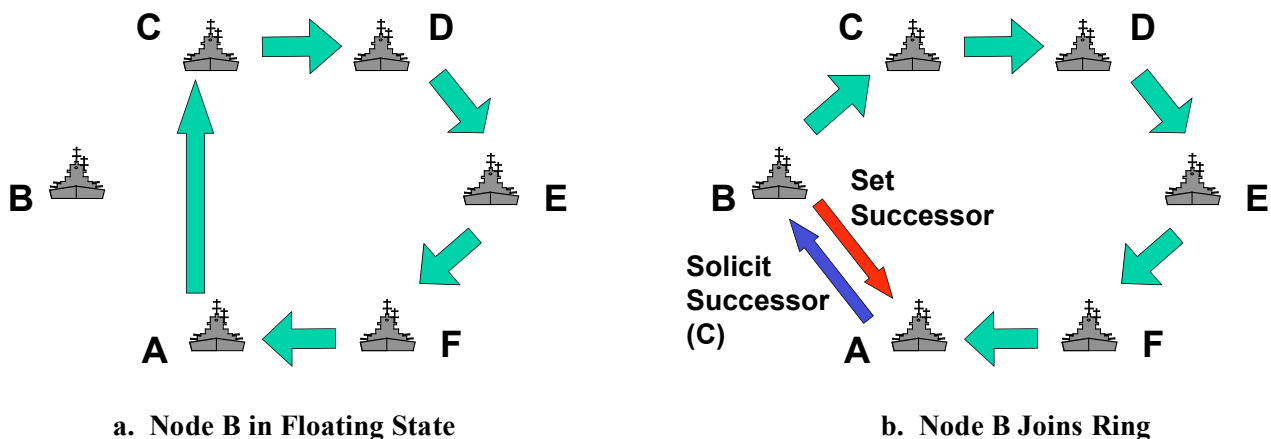 C
D
B
E
A
F
a. Node B in Floating State
C
D
B
E
Set
Successor
Solicit
Successor
(C)
A
F
b. Node B Joins Ring